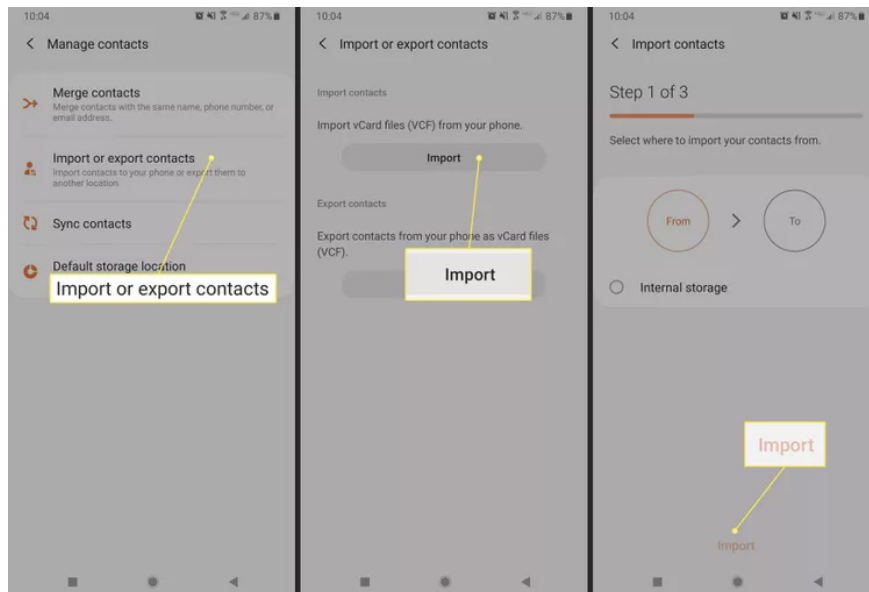 10:04
87%
Manage contacts
Merge contacts
Merge contacts with the same name, phone number, or
email address.
Import or export contacts
Import contacts to your phone or export them to
another location
Sync contacts
Default storage location
Import or export contacts
10:04
87%
Import or export contacts
Import contacts
Import vCard files (VCF) from your phone.
Import
Export contacts
Export contacts from your phone as vCard files
(VCF).
Import
10:04
87%
Import contacts
Step 1 of 3
Select where to import your contacts from.
From
>
To
Internal storage
Import
Import